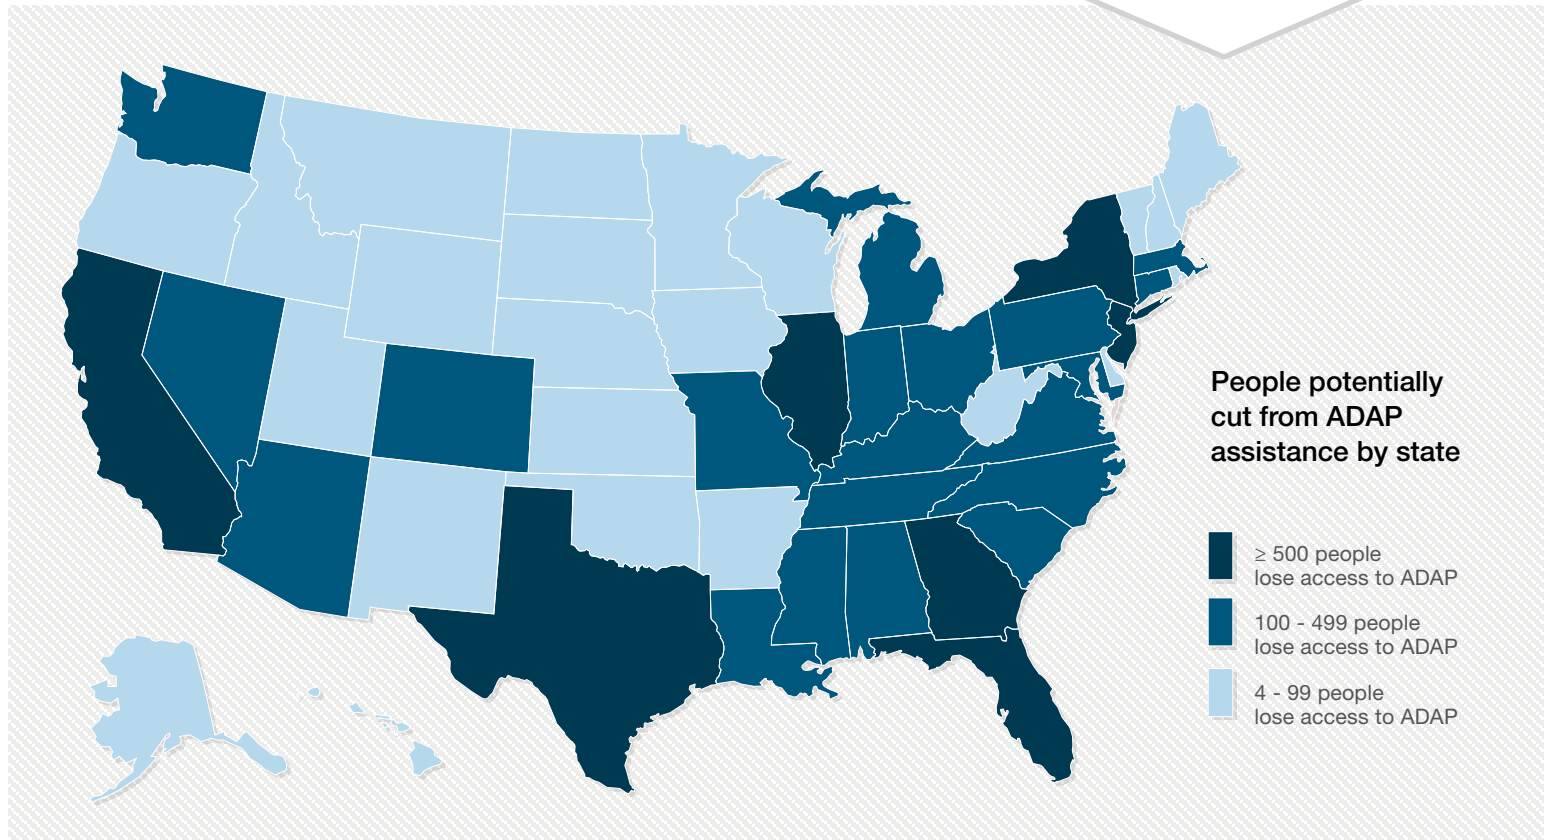 People potentially
cut from ADAP
assistance by state
≥ 500 people
lose access to ADAP
100 - 499 people
lose access to ADAP
4 - 99 people
lose access to ADAP